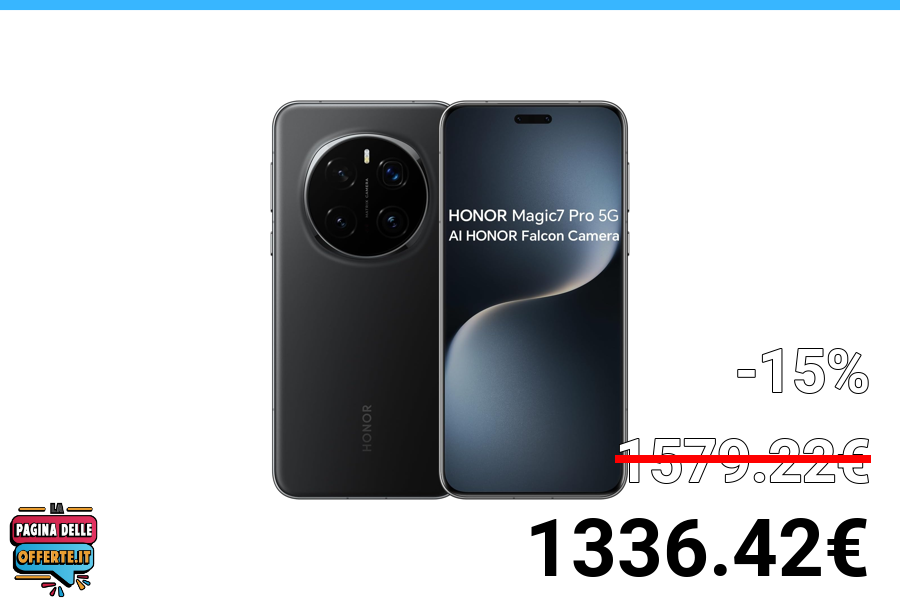 HONOR Magic7 Pro 5G
AI HONOR Falcon Camera
HONOR
-15%
1579.22€
1336.42€
LA
PAGINA DELLE
OFFERTE.IT